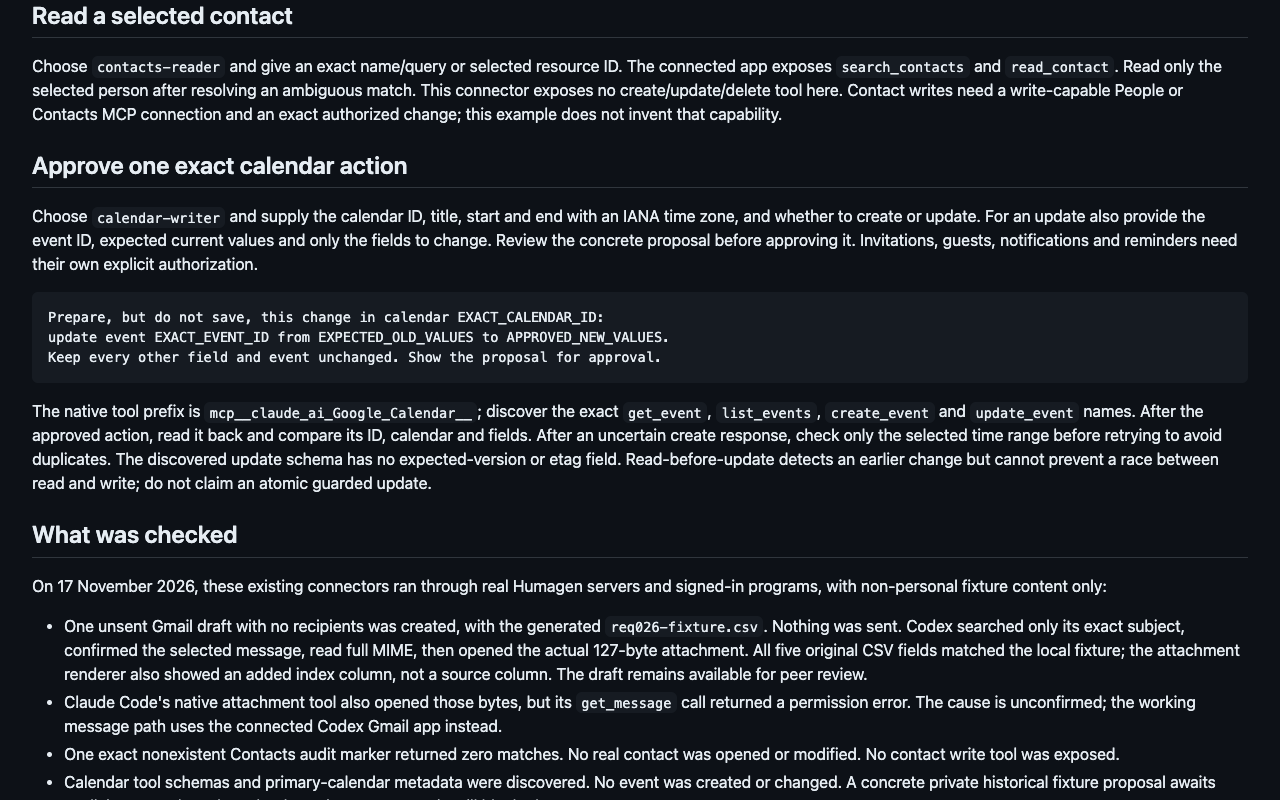 Read a selected contact
Choose contacts-reader and give an exact name/query or selected resource ID. The connected app exposes search_contacts and read_contact. Read only the
selected person after resolving an ambiguous match. This connector exposes no create/update/delete tool here. Contact writes need a write-capable People or
Contacts MCP connection and an exact authorized change; this example does not invent that capability.
Approve one exact calendar action
Choose calendar-writer and supply the calendar ID, title, start and end with an IANA time zone, and whether to create or update. For an update also provide the
event ID, expected current values and only the fields to change. Review the concrete proposal before approving it. Invitations, guests, notifications and reminders need
their own explicit authorization.
Prepare, but do not save, this change in calendar EXACT_CALENDAR_ID:
update event EXACT_EVENT_ID from EXPECTED_OLD_VALUES to APPROVED_NEW_VALUES.
Keep every other field and event unchanged. Show the proposal for approval.
The native tool prefix is mcp__claude_ai_Google_Calendar__; discover the exact get_event, list_events, create_event and update_event names. After the
approved action, read it back and compare its ID, calendar and fields. After an uncertain create response, check only the selected time range before retrying to avoid
duplicates. The discovered update schema has no expected-version or etag field. Read-before-update detects an earlier change but cannot prevent a race between
read and write; do not claim an atomic guarded update.
What was checked
On 17 November 2026, these existing connectors ran through real Humagen servers and signed-in programs, with non-personal fixture content only:
• One unsent Gmail draft with no recipients was created, with the generated req026-fixture.csv. Nothing was sent. Codex searched only its exact subject,
confirmed the selected message, read full MIME, then opened the actual 127-byte attachment. All five original CSV fields matched the local fixture; the attachment
renderer also showed an added index column, not a source column. The draft remains available for peer review.
• Claude Code's native attachment tool also opened those bytes, but its get_message call returned a permission error. The cause is unconfirmed; the working
message path uses the connected Codex Gmail app instead.
• One exact nonexistent Contacts audit marker returned zero matches. No real contact was opened or modified. No contact write tool was exposed.
• Calendar tool schemas and primary-calendar metadata were discovered. No event was created or changed. A concrete private historical fixture proposal awaits